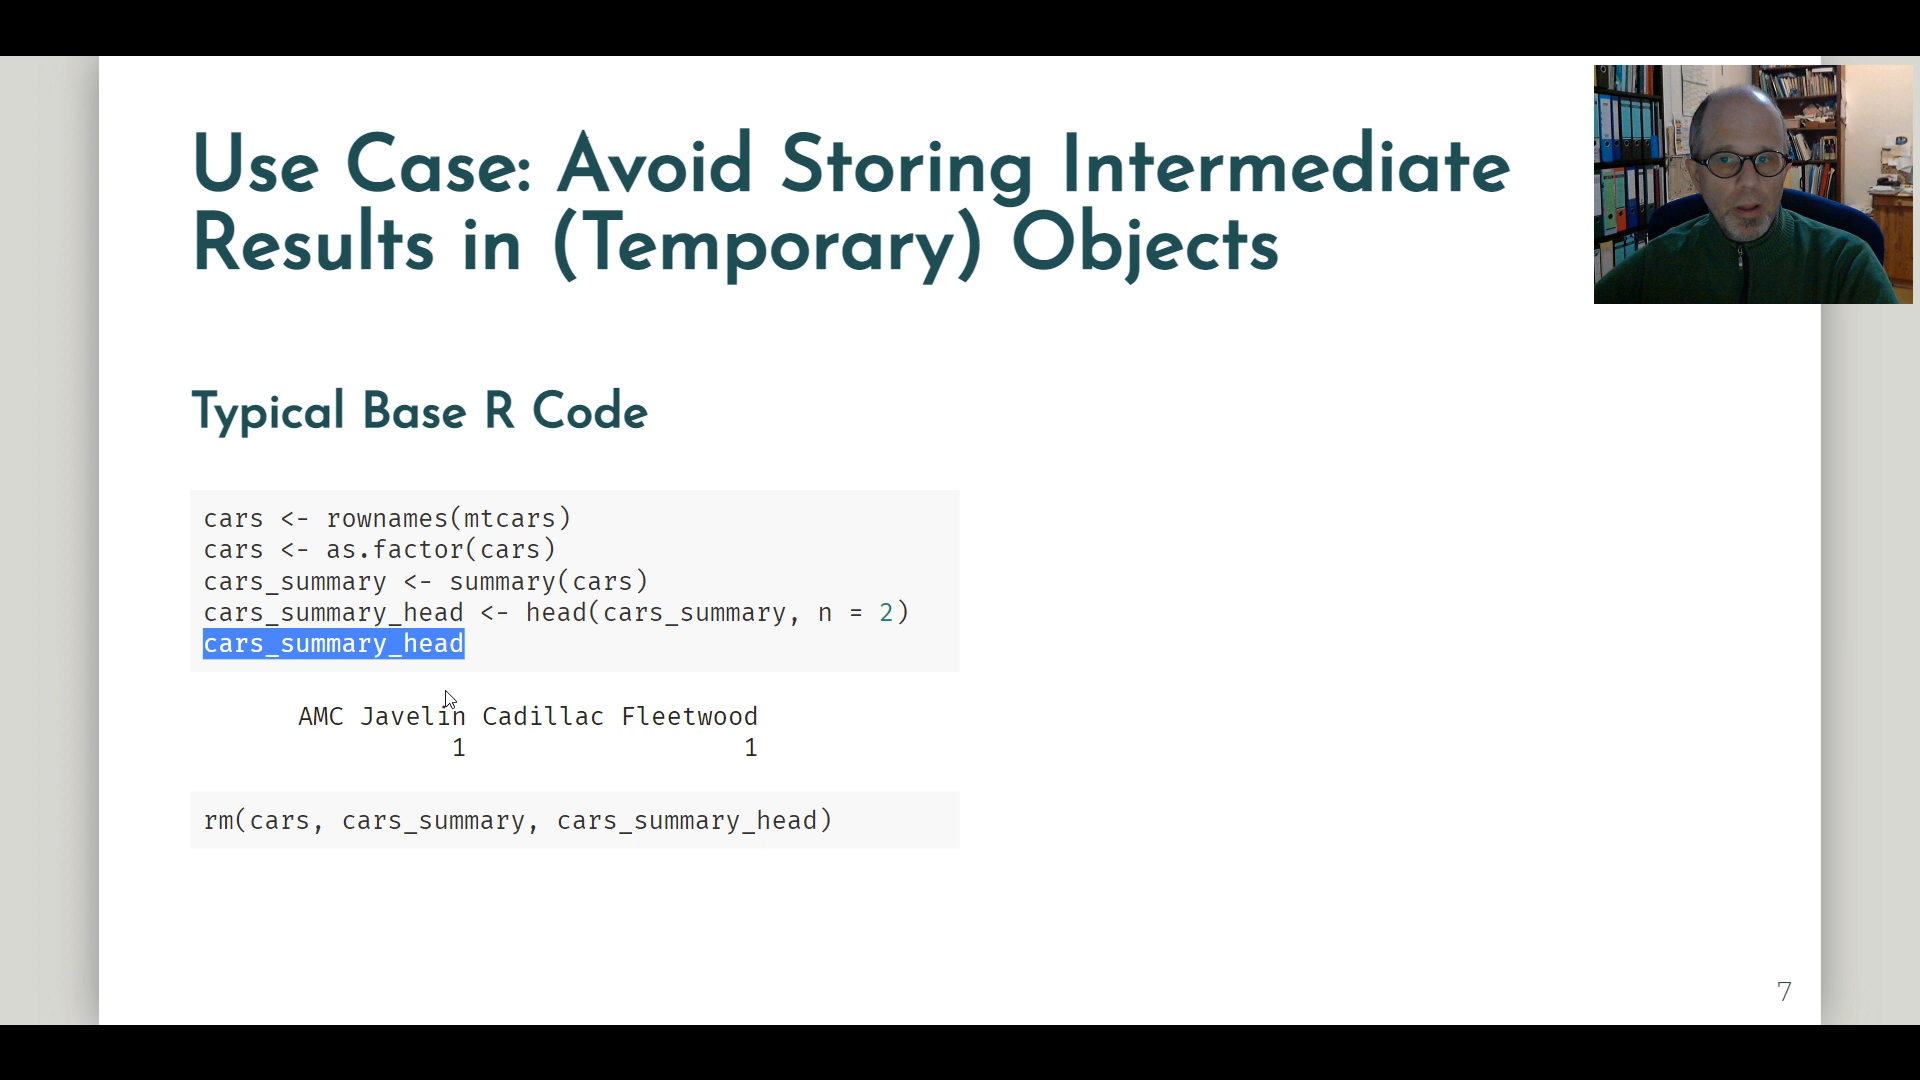 Use Case: Avoid Storing Intermediate
Results in (Temporary) Objects
Typical Base R Code
cars <- rownames(mtcars)
cars <- as.factor(cars)
cars_summary <- summary(cars)
cars_summary_head <- head(cars_summary, n = 2)
cars_summary_head
AMC Javelin Cadillac Fleetwood
1 1
rm(cars, cars_summary, cars_summary_head)
7